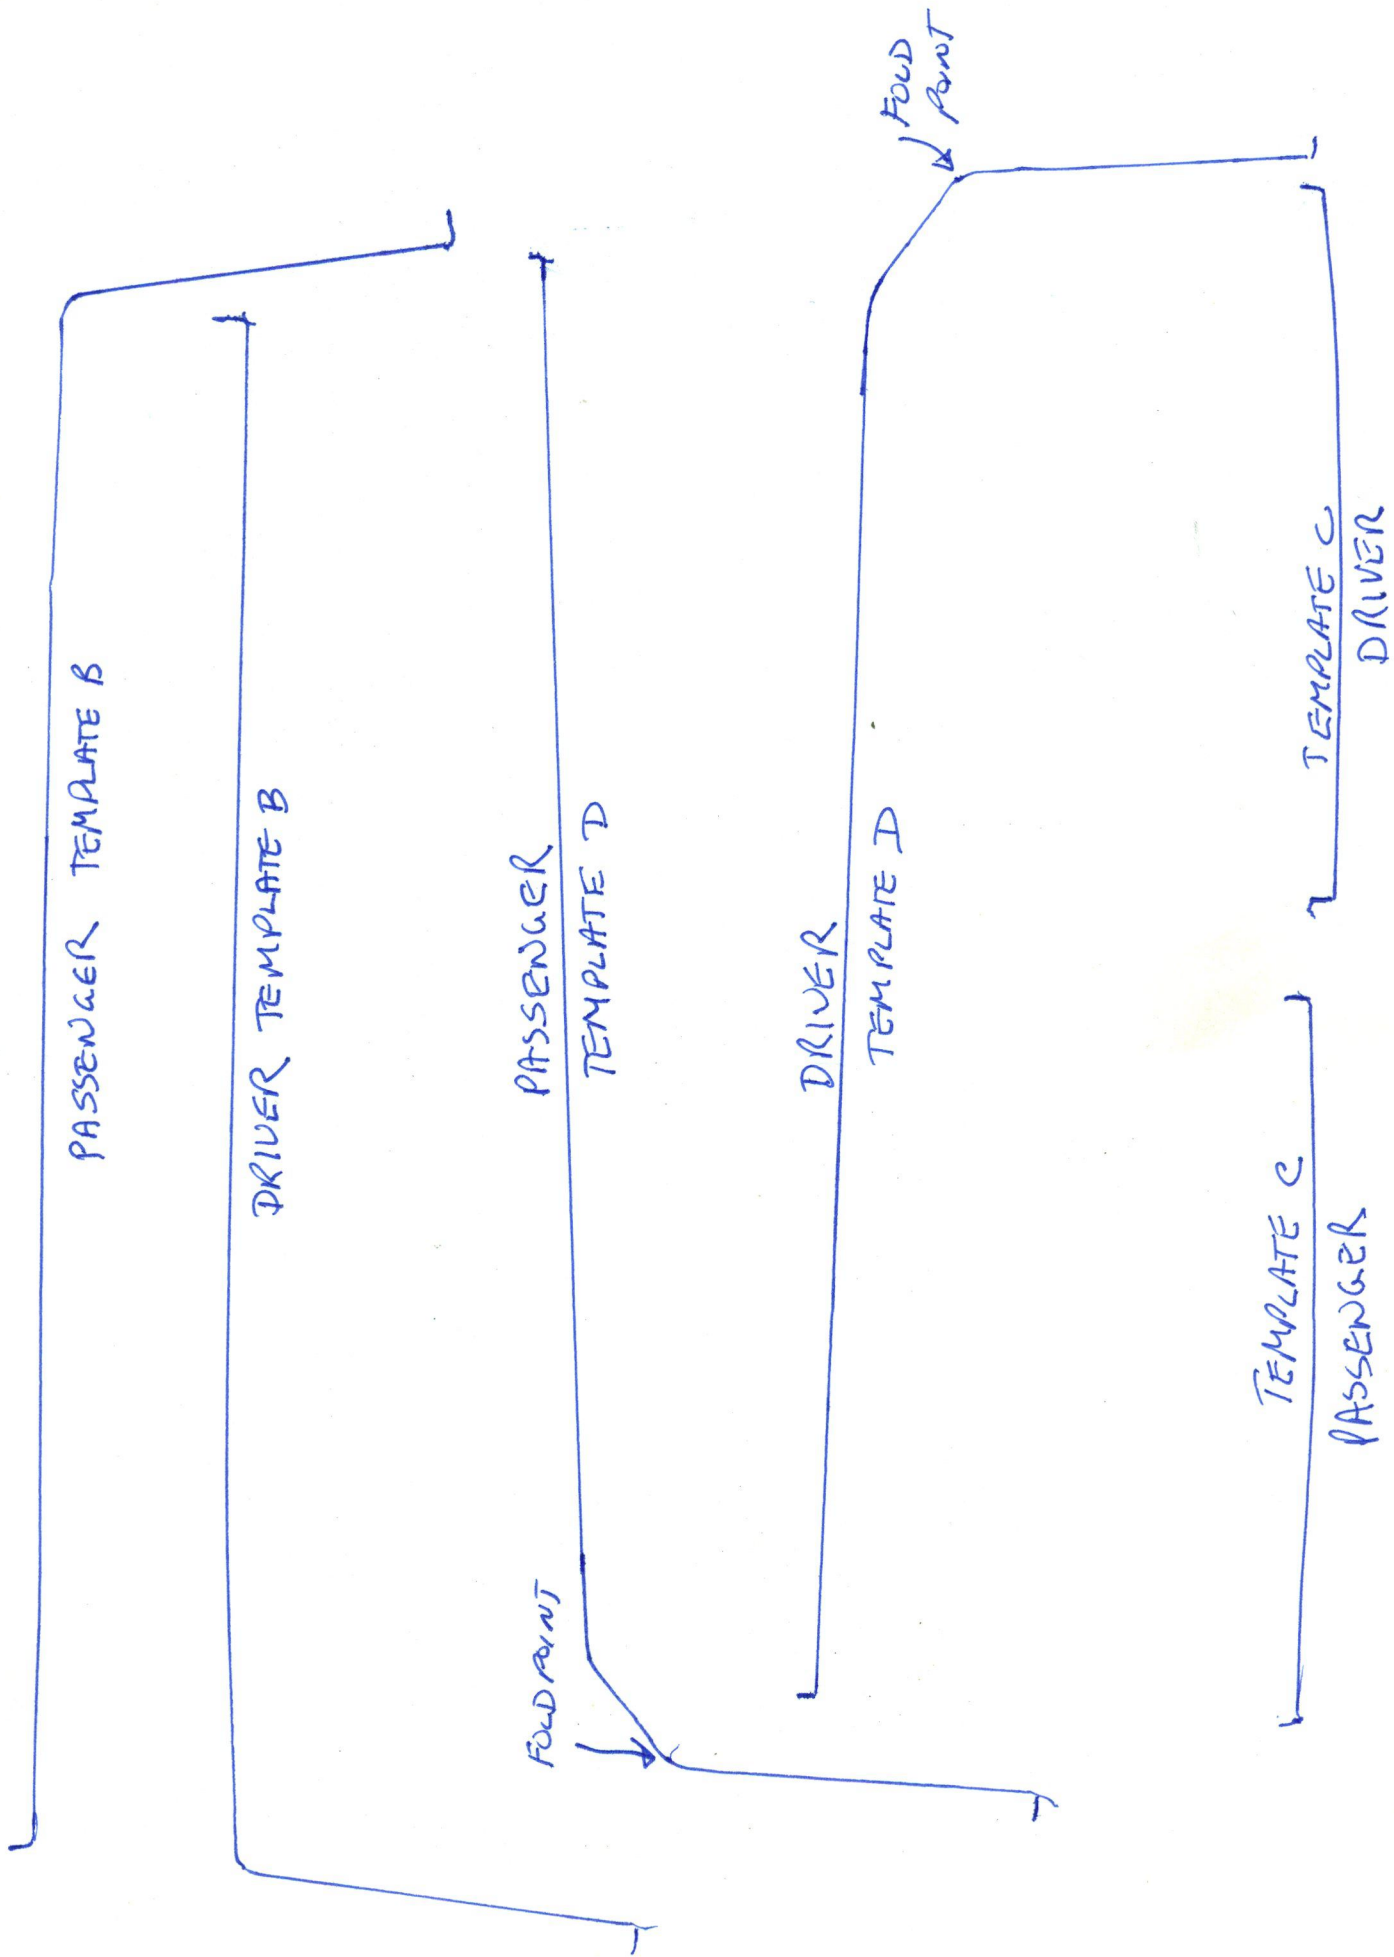 PASSENGER TEMPLATE B
DRIVER TEMPLATE B
PASSENGER
TEMPLATE D
FOLD POINT
DRIVER
TEMPLATE D
FOLD
POINT
TEMPLATE C
PASSENGER
TEMPLATE C
DRIVER